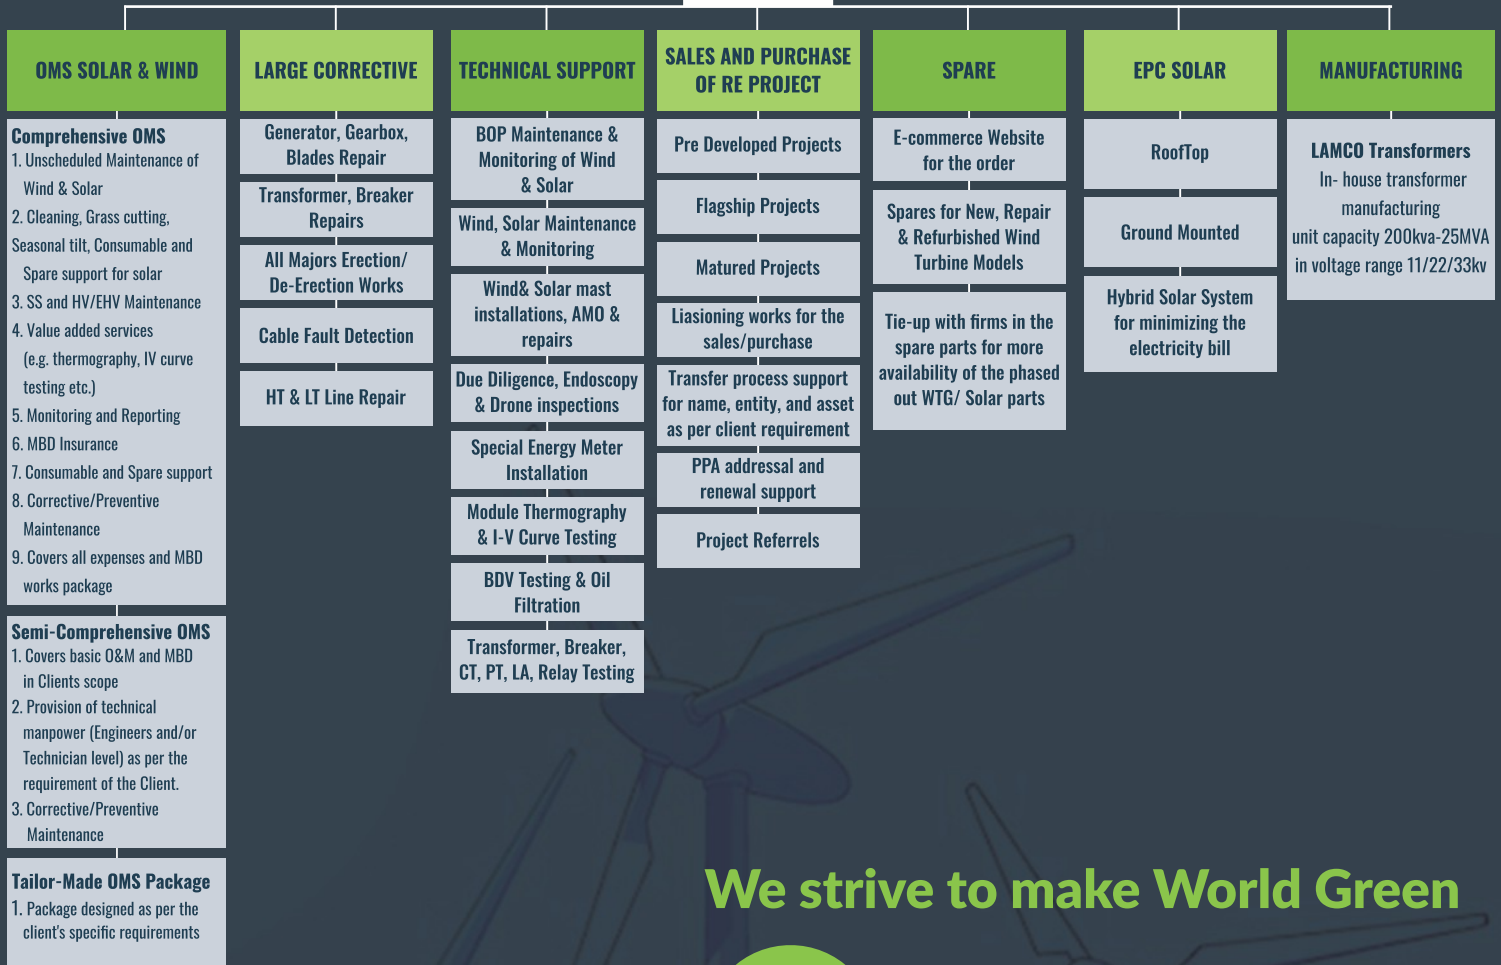 OMS SOLAR & WIND
Comprehensive OMS
1. Unscheduled Maintenance of
Wind & Solar
2. Cleaning, Grass cutting,
Seasonal tilt, Consumable and
Spare support for solar
3. SS and HV/EHV Maintenance
4. Value added services
(e.g. thermography, IV curve
testing etc.)
5. Monitoring and Reporting
6. MBD Insurance
7. Consumable and Spare support
8. Corrective/Preventive
Maintenance
9. Covers all expenses and MBD
works package
Semi-Comprehensive OMS
1. Covers basic O&M and MBD
in Clients scope
2. Provision of technical
manpower (Engineers and/or
Technician level) as per the
requirement of the Client.
3. Corrective/Preventive
Maintenance
Tailor-Made OMS Package
1. Package designed as per the
client's specific requirements
LARGE CORRECTIVE
Generator, Gearbox,
Blades Repair
Transformer, Breaker
Repairs
All Majors Erection/
De-Erection Works
Cable Fault Detection
HT & LT Line Repair
TECHNICAL SUPPORT
BOP Maintenance &
Monitoring of Wind
& Solar
Wind, Solar Maintenance
& Monitoring
Wind& Solar mast
installations, AMO &
repairs
Due Diligence, Endoscopy
& Drone inspections
Special Energy Meter
Installation
Module Thermography
& I-V Curve Testing
BDV Testing & Oil
Filtration
Transformer, Breaker,
CT, PT, LA, Relay Testing
SALES AND PURCHASE
OF RE PROJECT
Pre Developed Projects
Flagship Projects
Matured Projects
Liasioning works for the
sales/purchase
Transfer process support
for name, entity, and asset
as per client requirement
PPA addressal and
renewal support
Project Referrels
SPARE
E-commerce Website
for the order
Spares for New, Repair
& Refurbished Wind
Turbine Models
Tie-up with firms in the
spare parts for more
availability of the phased
out WTG/ Solar parts
EPC SOLAR
RoofTop
Ground Mounted
Hybrid Solar System
for minimizing the
electricity bill
MANUFACTURING
LAMCO Transformers
In- house transformer
manufacturing
unit capacity 200kva-25MVA
in voltage range 11/22/33kv
We strive to make World Green